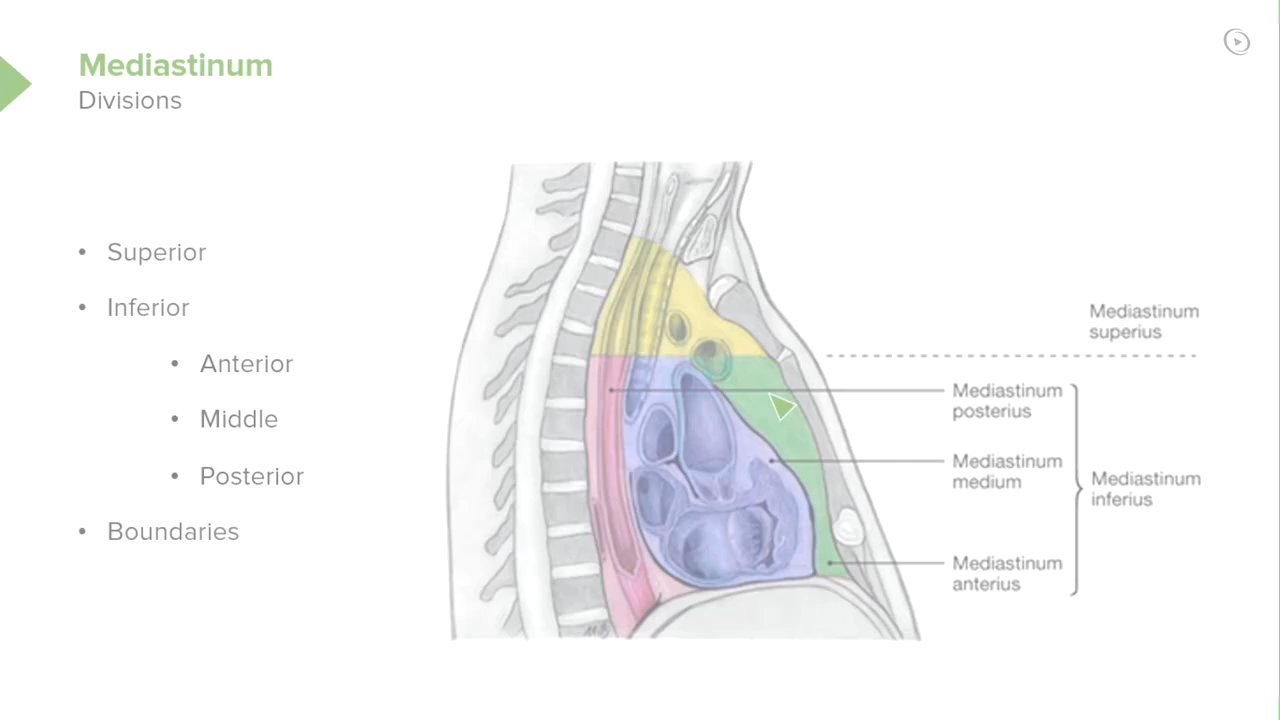 Mediastinum
Divisions
• Superior
• Inferior
• Anterior
• Middle
• Posterior
• Boundaries
Mediastinum
superius
Mediastinum
posterius
Mediastinum
medium
Mediastinum
inferius
Mediastinum
anterius